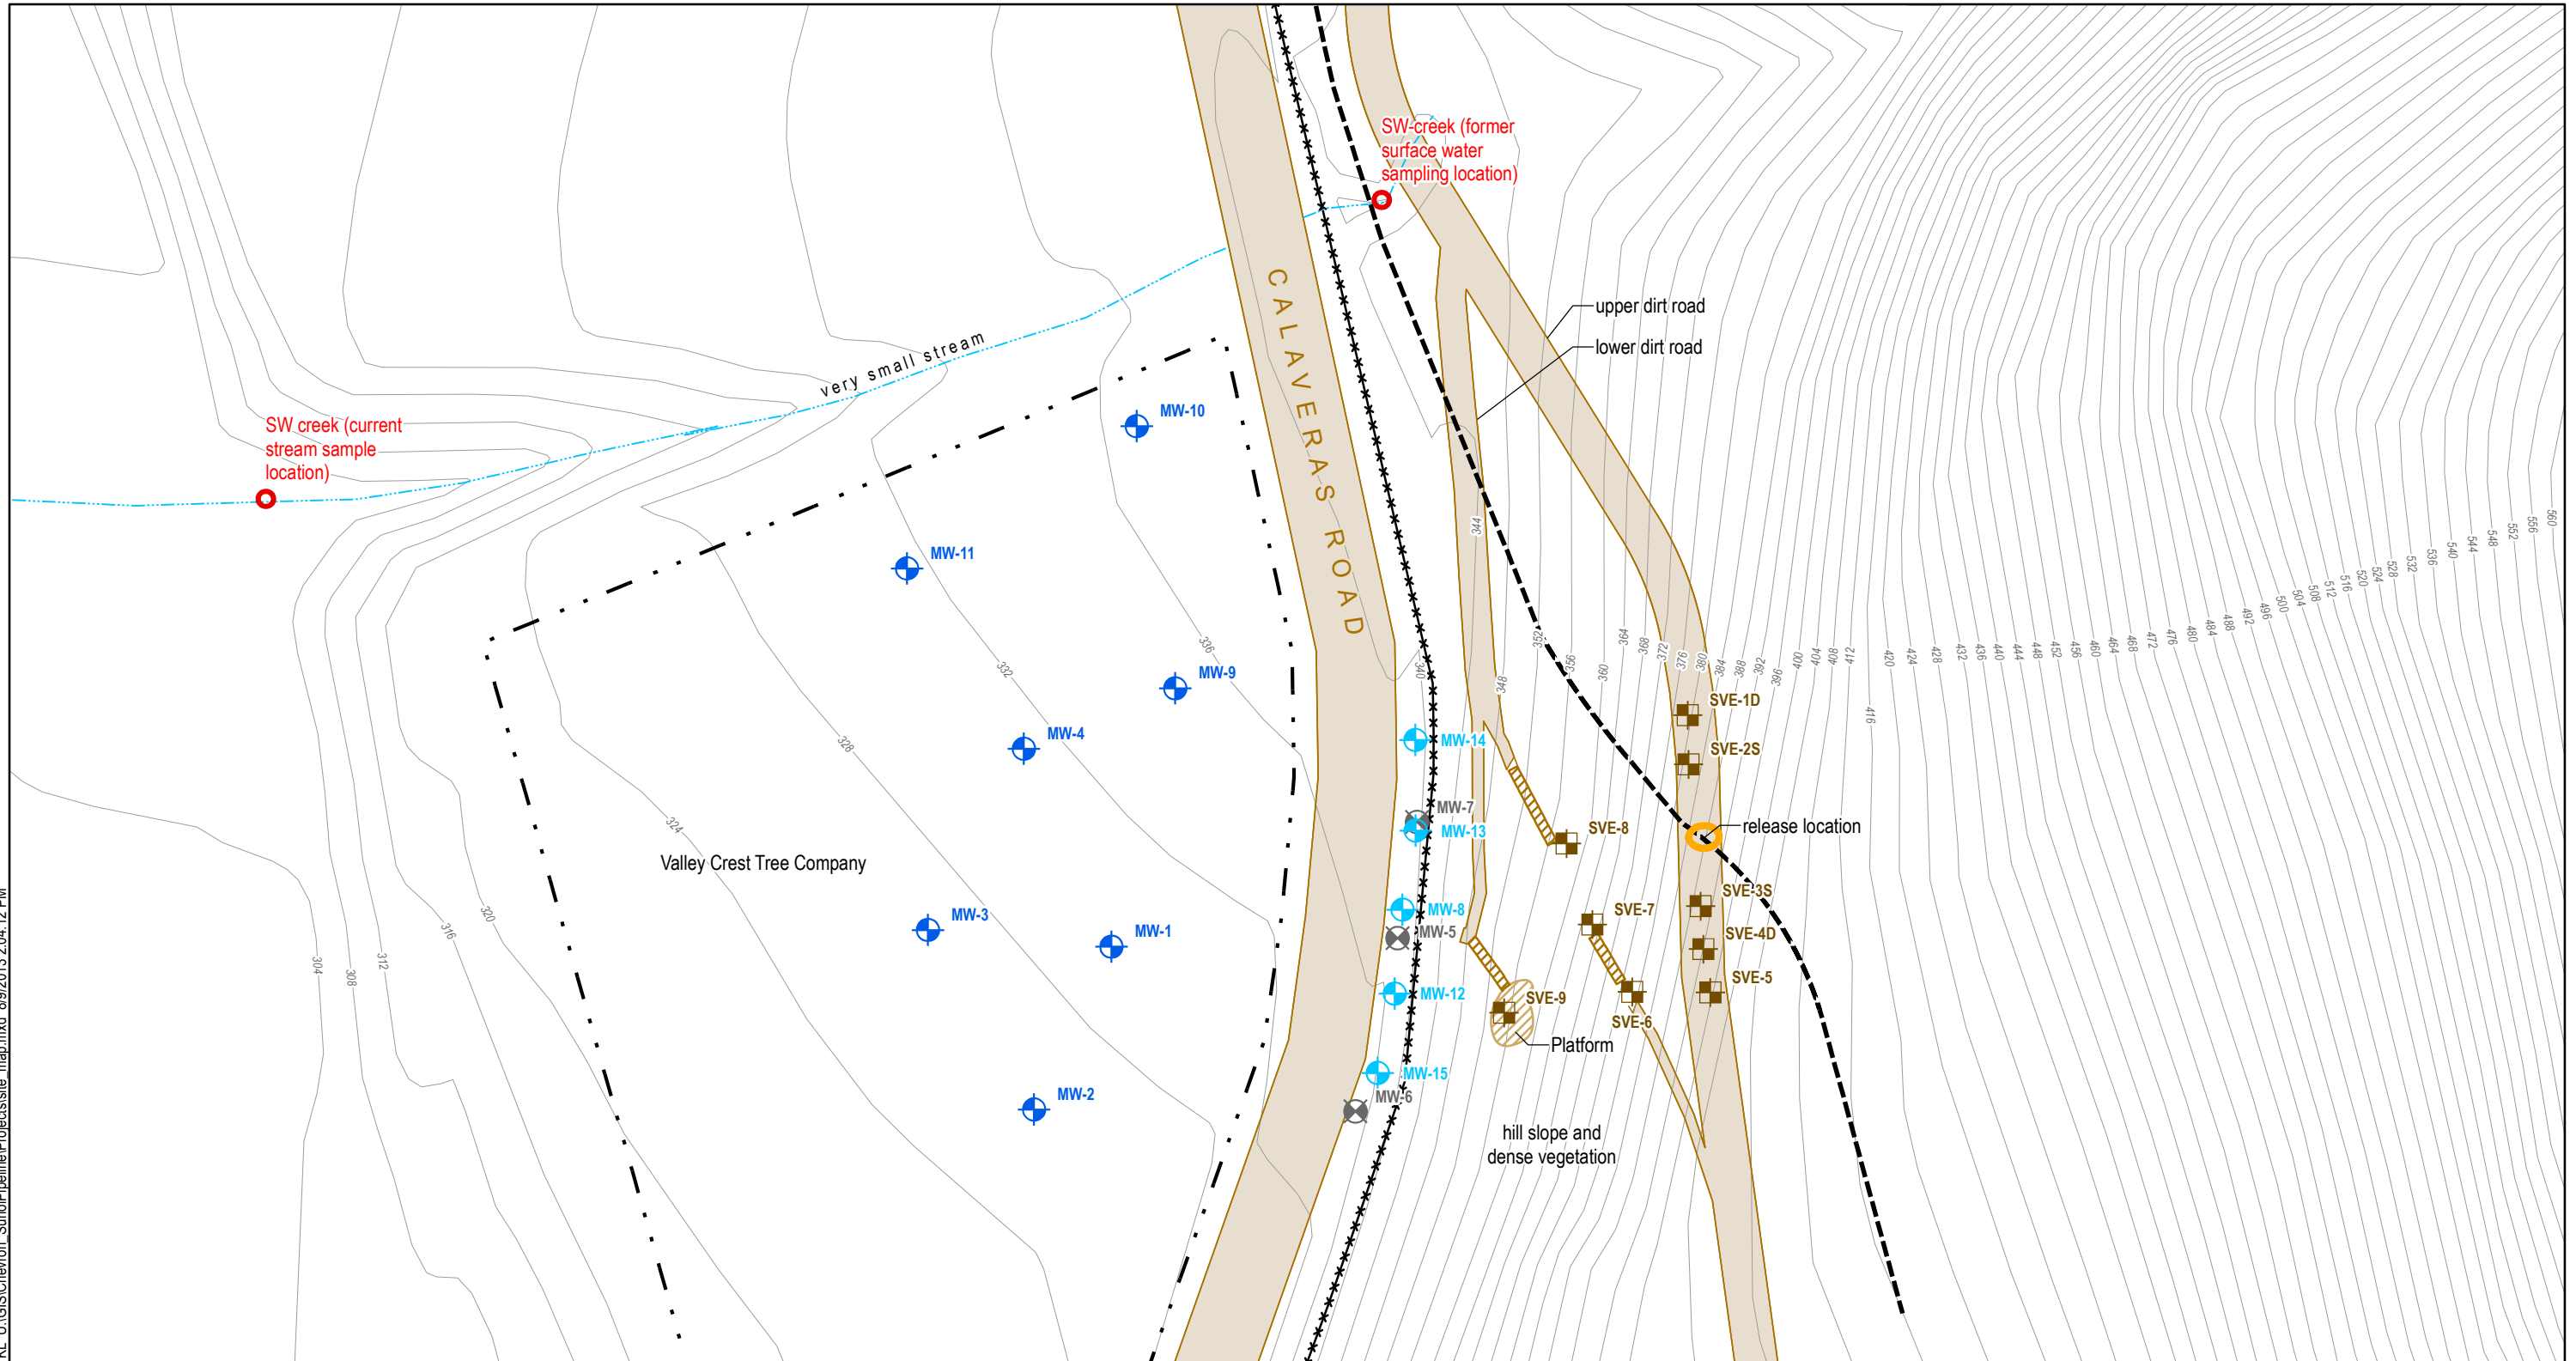 SW-creek (former
surface water
sampling location)
upper dirt road
lower dirt road
CALAVERAS ROAD
very small stream
SW creek (current
stream sample
location)
MW-10
MW-11
MW-9
MW-4
MW-14
MW-7
MW-13
MW-3
MW-1
MW-8
MW-5
MW-12
MW-15
MW-6
MW-2
Valley Crest Tree Company
SVE-1D
SVE-2S
release location
SVE-8
SVE-3S
SVE-7
SVE-4D
SVE-5
SVE-9
SVE-6
Platform
hill slope and
dense vegetation
304
308
312
316
320
324
328
332
336
340
344
348
352
356
360
364
368
372
376
380
384
388
392
396
400
404
408
412
416
420
424
428
432
436
440
444
448
452
456
460
464
468
472
476
480
484
488
492
496
500
504
508
512
516
520
524
528
532
536
540
544
548
552
556
560
8/9/2013 2:04:12 PM